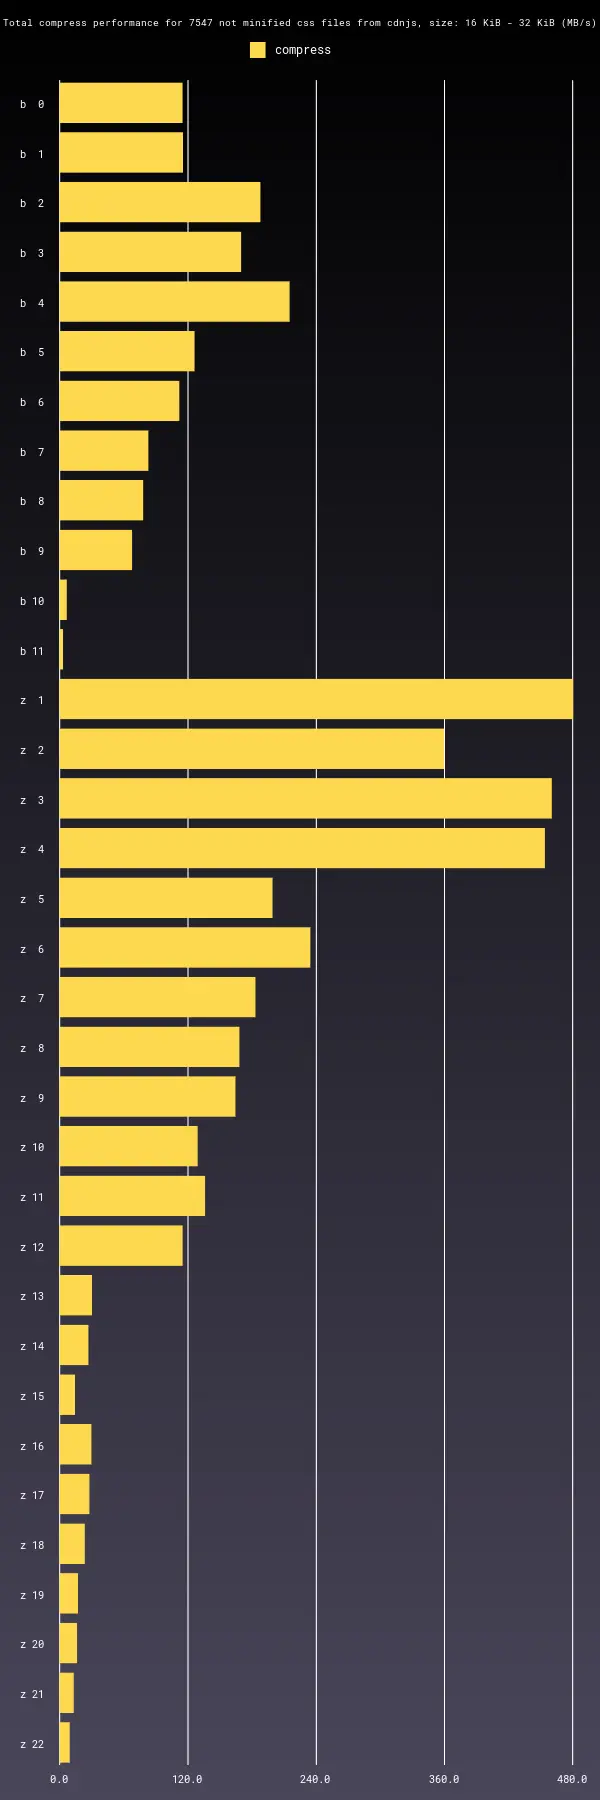 Total compress performance for 7547 not minified css files from cdnjs, size: 16 KiB - 32 KiB (MB/s)
compress
b 0
b 1
b 2
b 3
b 4
b 5
b 6
b 7
b 8
b 9
b 10
b 11
z 1
z 2
z 3
z 4
z 5
z 6
z 7
z 8
z 9
z 10
z 11
z 12
z 13
z 14
z 15
z 16
z 17
z 18
z 19
z 20
z 21
z 22
0.0 120.0 240.0 360.0 480.0